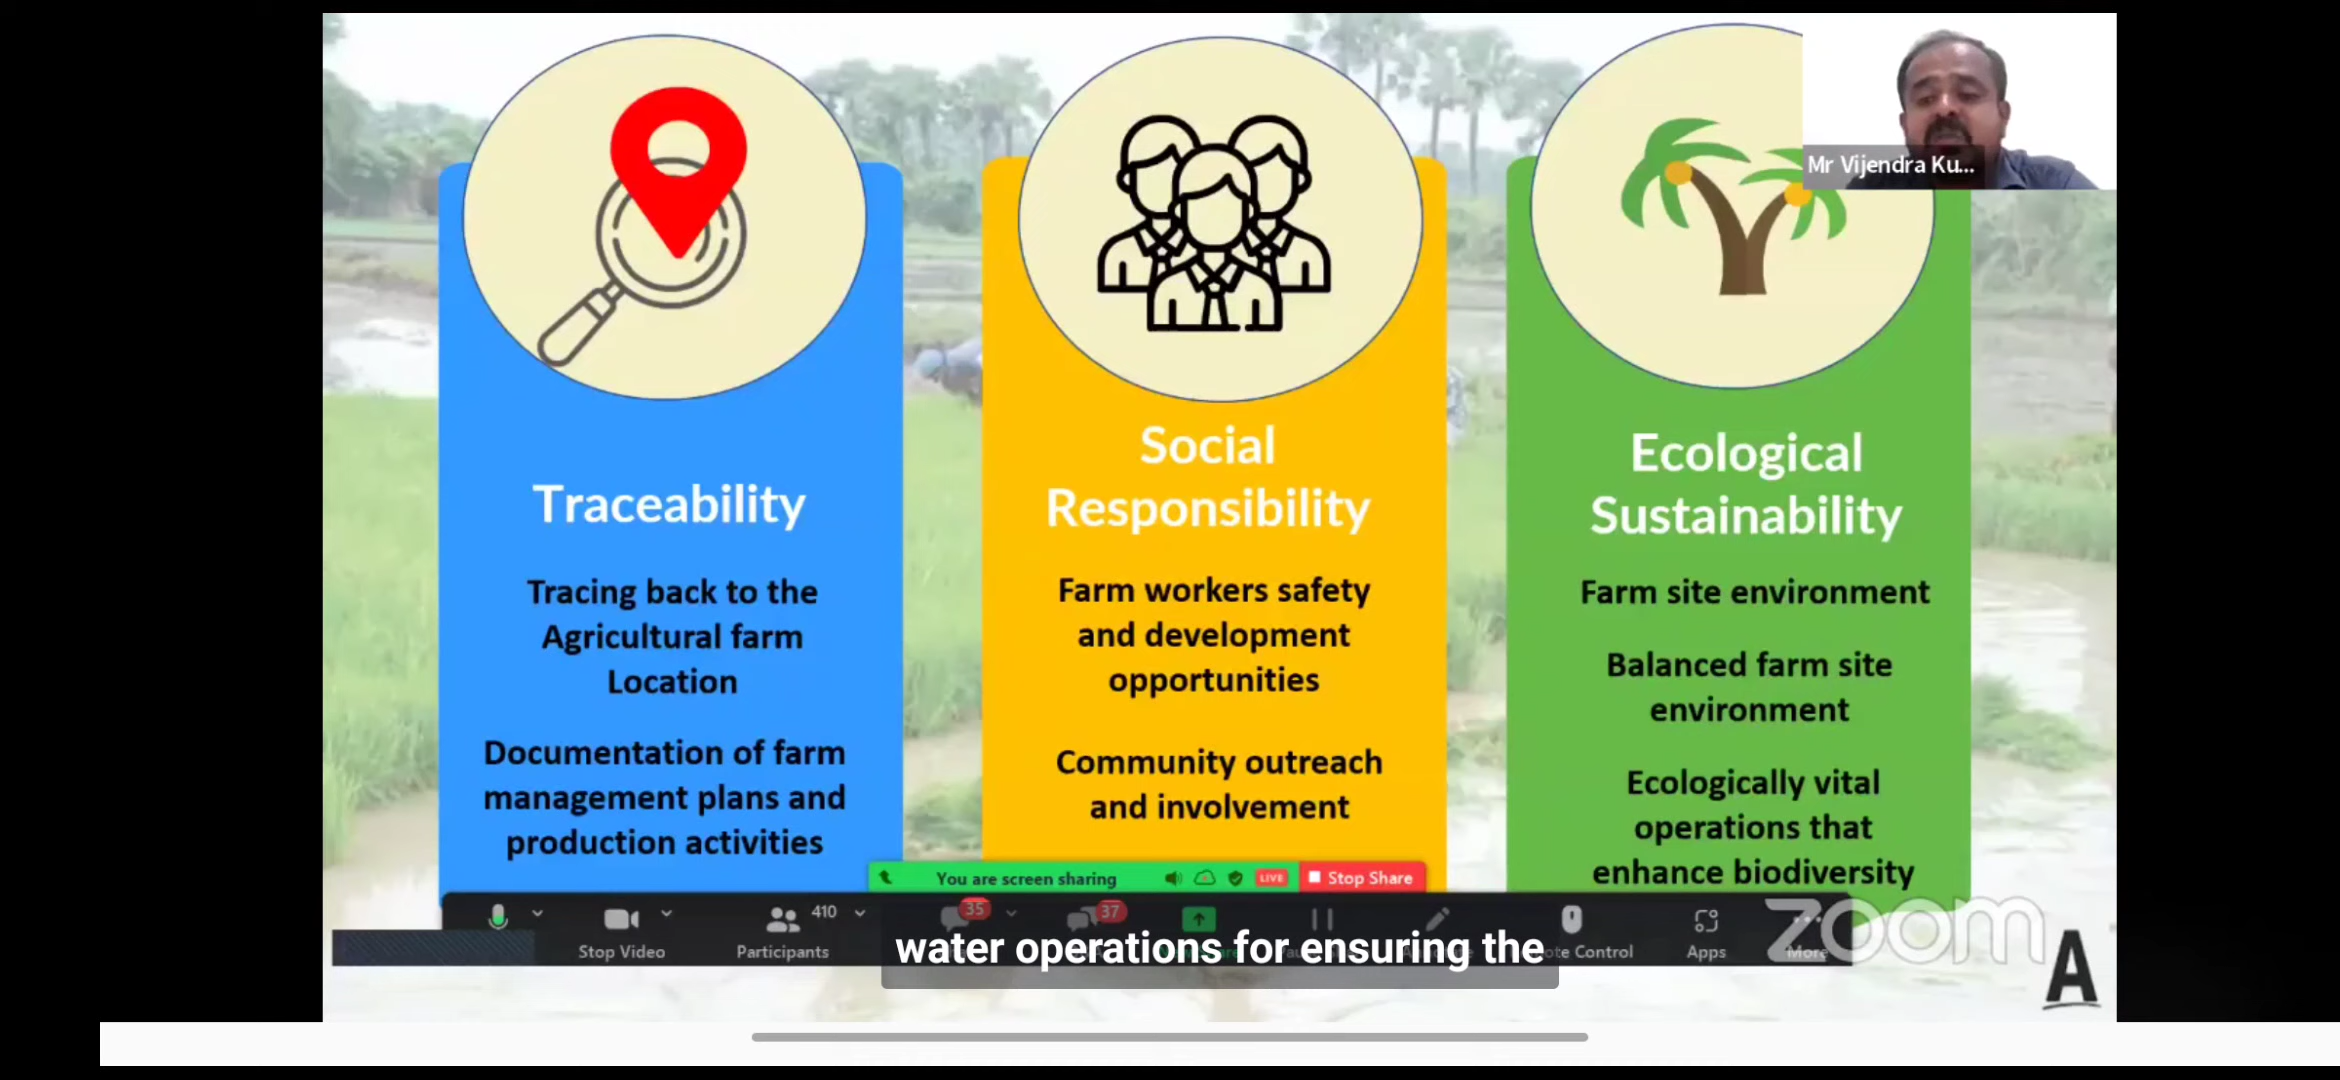 Mr Vijendra Ku...
Traceability
Tracing back to the
Agricultural farm
Location
Documentation of farm
management plans and
production activities
Social
Responsibility
Farm workers safety
and development
opportunities
Community outreach
and involvement
Ecological
Sustainability
Farm site environment
Balanced farm site
environment
Ecologically vital
operations that
enhance biodiversity
You are screen sharing
LIVE
Stop Share
410
35
37
Stop Video
Participants
Apps
More
water operations for ensuring the
zoom
A